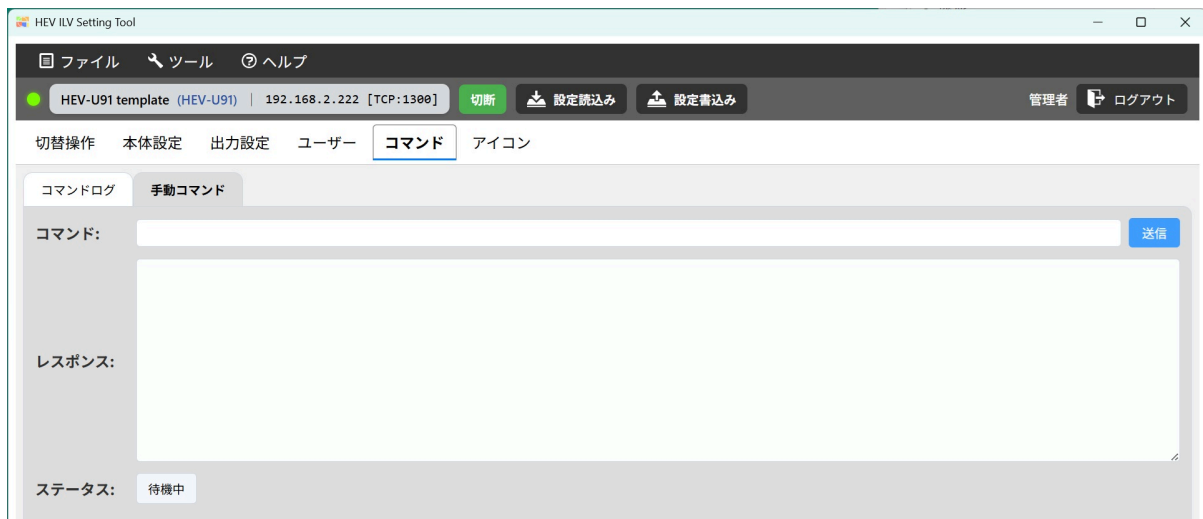 HEV ILV Setting Tool
ファイル ツール ヘルプ
HEV-U91 template (HEV-U91) | 192.168.2.222 [TCP:1300] 切断 設定読込み 設定書込み 管理者 ログアウト
切替操作 本体設定 出力設定 ユーザー コマンド アイコン
コマンドログ 手動コマンド
コマンド: 送信
レスポンス:
ステータス: 待機中